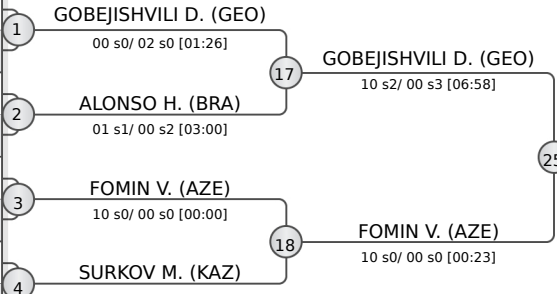 GOBEJISHVILI D. (GEO)
1
00 s0/ 02 s0 [01:26]
17
GOBEJISHVILI D. (GEO)
10 s2/ 00 s3 [06:58]
ALONSO H. (BRA)
2
01 s1/ 00 s2 [03:00]
25
FOMIN V. (AZE)
3
10 s0/ 00 s0 [00:00]
18
FOMIN V. (AZE)
10 s0/ 00 s0 [00:23]
SURKOV M. (KAZ)
4